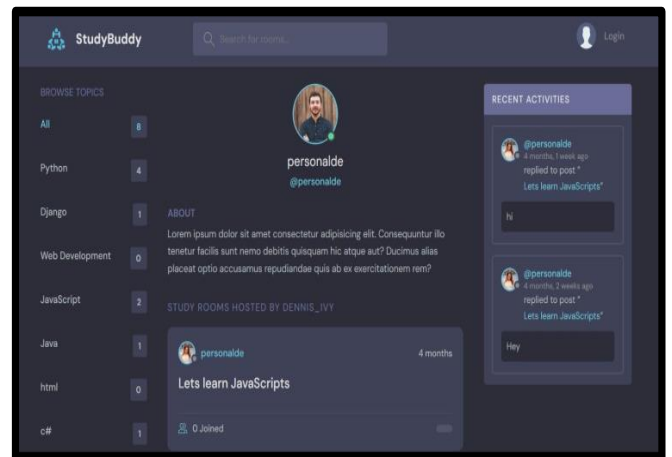 StudyBuddy
Search for rooms...
Login
BROWSE TOPICS
All 8
Python 4
Django 1
Web Development 0
JavaScript 2
Java 1
html 0
c# 1
personalde
@personalde
ABOUT
Lorem ipsum dolor sit amet consectetur adipisicing elit. Consequuntur illo
tenetur facilis sunt nemo debitis quisquam hic atque aut? Ducimus alias
placeat optio accusamus repudiandae quis ab ex exercitationem rem?
STUDY ROOMS HOSTED BY DENNIS_IVY
personalde 4 months
Lets learn JavaScripts
0 Joined
RECENT ACTIVITIES
@personalde
4 months, 1 week ago
replied to post "
Lets learn JavaScripts"
hi
@personalde
4 months, 2 weeks ago
replied to post "
Lets learn JavaScripts"
Hey